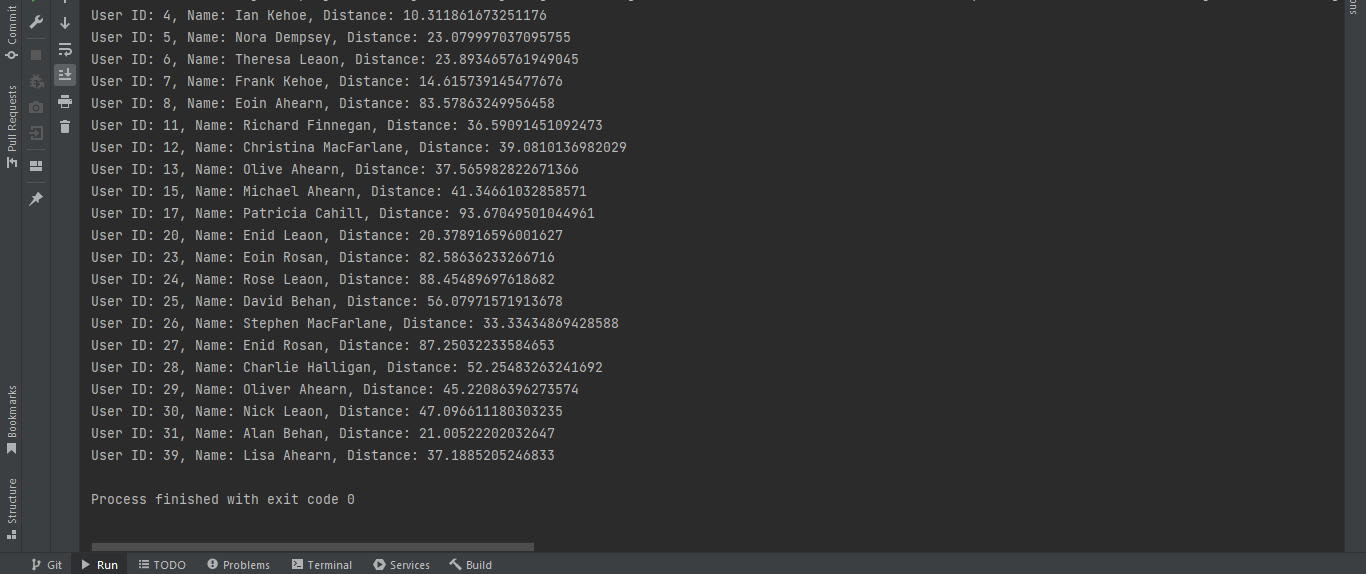 User ID: 4, Name: Ian Kehoe, Distance: 10.311861673251176
User ID: 5, Name: Nora Dempsey, Distance: 23.079997037095755
User ID: 6, Name: Theresa Leaon, Distance: 23.893465761949045
User ID: 7, Name: Frank Kehoe, Distance: 14.615739145477676
User ID: 8, Name: Eoin Ahearn, Distance: 83.57863249956458
User ID: 11, Name: Richard Finnegan, Distance: 36.59091451092473
User ID: 12, Name: Christina MacFarlane, Distance: 39.0810136982029
User ID: 13, Name: Olive Ahearn, Distance: 37.565982822671366
User ID: 15, Name: Michael Ahearn, Distance: 41.34661032858571
User ID: 17, Name: Patricia Cahill, Distance: 93.67049501044961
User ID: 20, Name: Enid Leaon, Distance: 20.378916596001627
User ID: 23, Name: Eoin Rosan, Distance: 82.58636233266716
User ID: 24, Name: Rose Leaon, Distance: 88.45489697618682
User ID: 25, Name: David Behan, Distance: 56.07971571913678
User ID: 26, Name: Stephen MacFarlane, Distance: 33.33434869428588
User ID: 27, Name: Enid Rosan, Distance: 87.25032233584653
User ID: 28, Name: Charlie Halligan, Distance: 52.25483263241692
User ID: 29, Name: Oliver Ahearn, Distance: 45.22086396273574
User ID: 30, Name: Nick Leaon, Distance: 47.096611180303235
User ID: 31, Name: Alan Behan, Distance: 21.00522202032647
User ID: 39, Name: Lisa Ahearn, Distance: 37.1885205246833
Process finished with exit code 0
Commit
Pull Requests
Bookmarks
Structure
Git Run TODO Problems Terminal Services Build